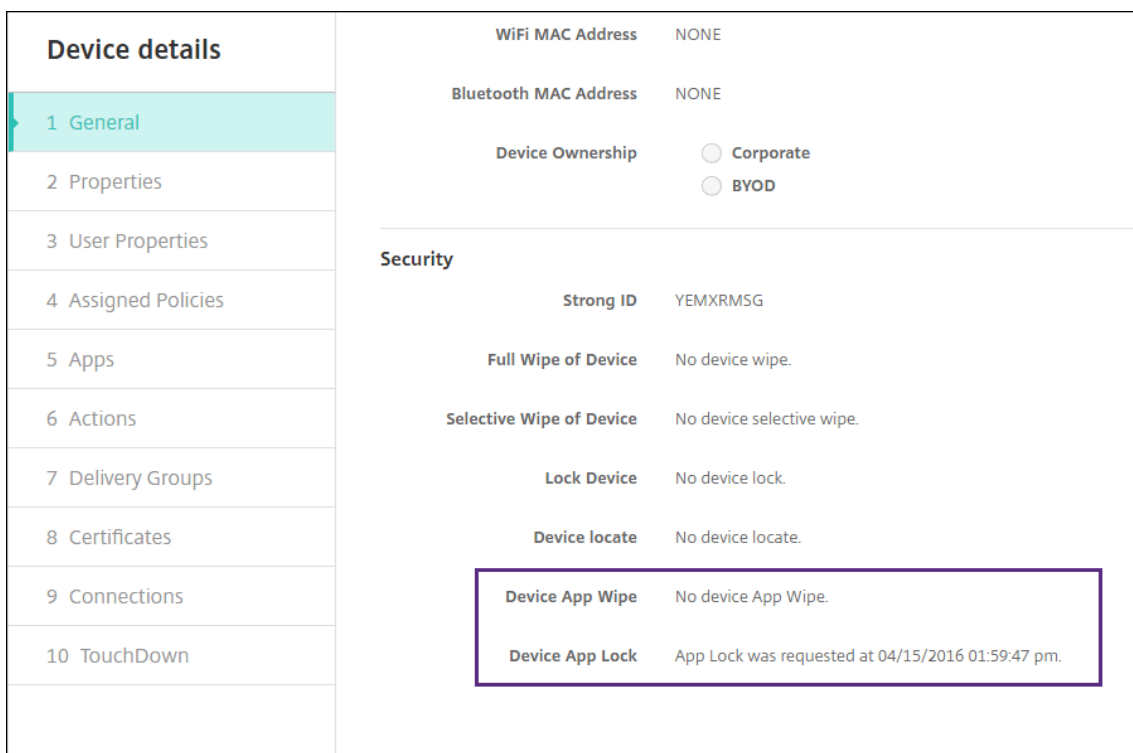 Device details
1 General
2 Properties
3 User Properties
4 Assigned Policies
5 Apps
6 Actions
7 Delivery Groups
8 Certificates
9 Connections
10 TouchDown
WiFi MAC Address NONE
Bluetooth MAC Address NONE
Device Ownership Corporate
BYOD
Security
Strong ID YEMXRMSG
Full Wipe of Device No device wipe.
Selective Wipe of Device No device selective wipe.
Lock Device No device lock.
Device locate No device locate.
Device App Wipe No device App Wipe.
Device App Lock App Lock was requested at 04/15/2016 01:59:47 pm.